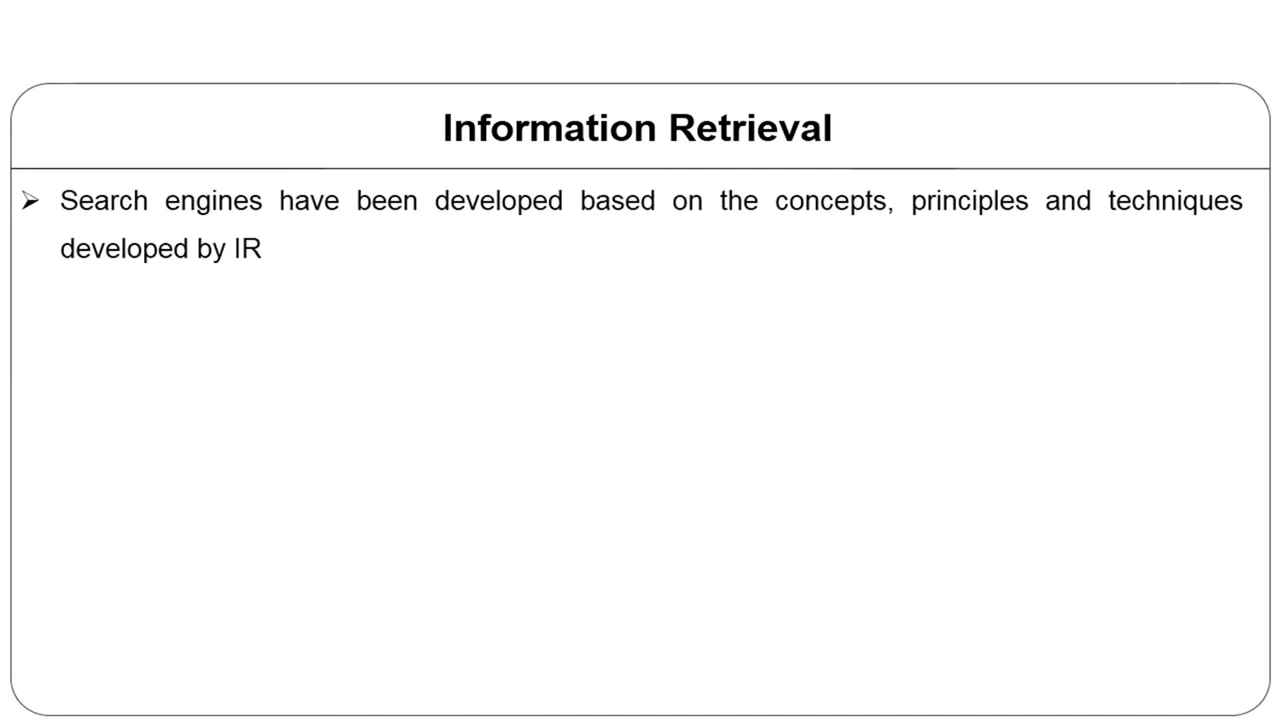 Information Retrieval
Search engines have been developed based on the concepts, principles and techniques
developed by IR